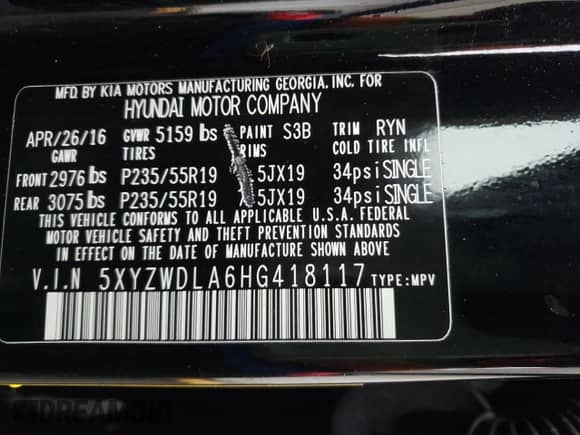 MFD. BY KIA MOTORS MANUFACTURING GEORGIA, INC. FOR
HYUNDAI MOTOR COMPANY
APR/26/16 GVWR 5159 lbs PAINT S3B TRIM RYN
GAWR TIRES COLD TIRE INFL
FRONT 2976 lbs P235/55R19 5JX19 34psi SINGLE
REAR 3075 lbs P235/55R19 5JX19 34psi SINGLE
THIS VEHICLE CONFORMS TO ALL APPLICABLE U.S.A. FEDERAL
MOTOR VEHICLE SAFETY AND THEFT PREVENTION STANDARDS
IN EFFECT ON THE DATE OF MANUFACTURE SHOWN ABOVE
V.I.N 5XYZWDLA6HG418117 TYPE:MPV
DREAMBID